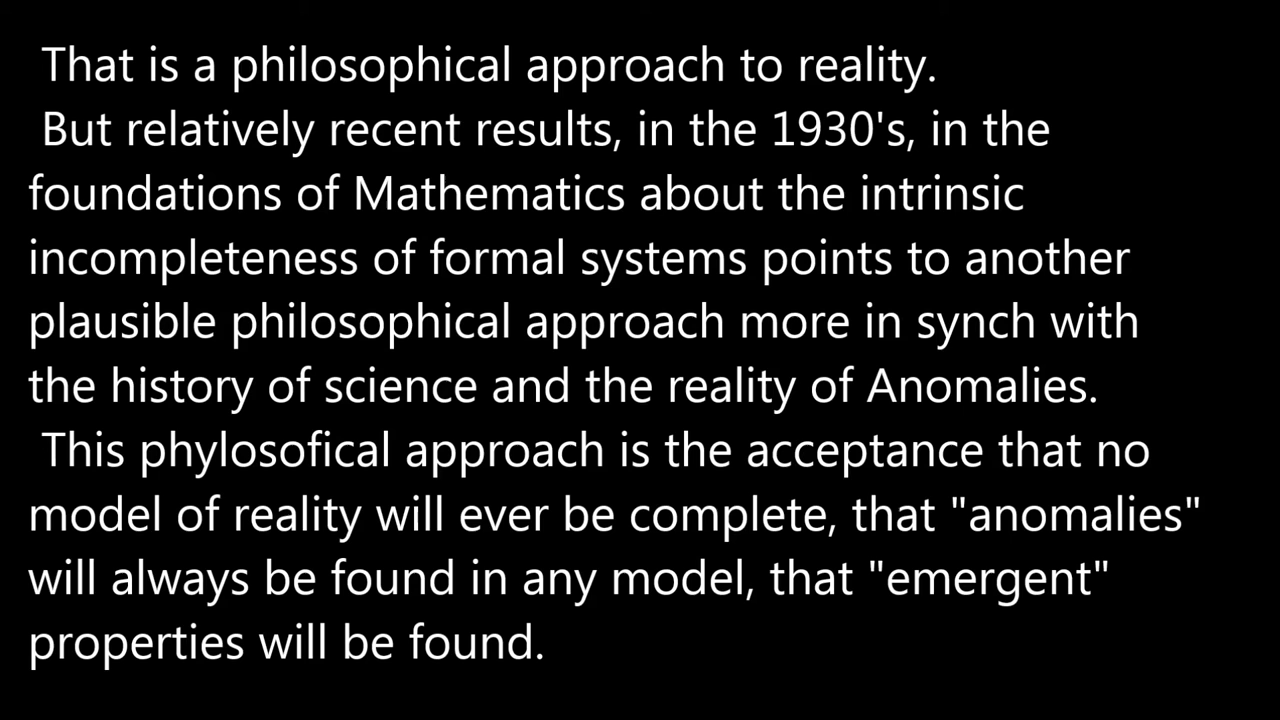 That is a philosophical approach to reality.
But relatively recent results, in the 1930's, in the
foundations of Mathematics about the intrinsic
incompleteness of formal systems points to another
plausible philosophical approach more in synch with
the history of science and the reality of Anomalies.
This phylosofical approach is the acceptance that no
model of reality will ever be complete, that "anomalies"
will always be found in any model, that "emergent"
properties will be found.